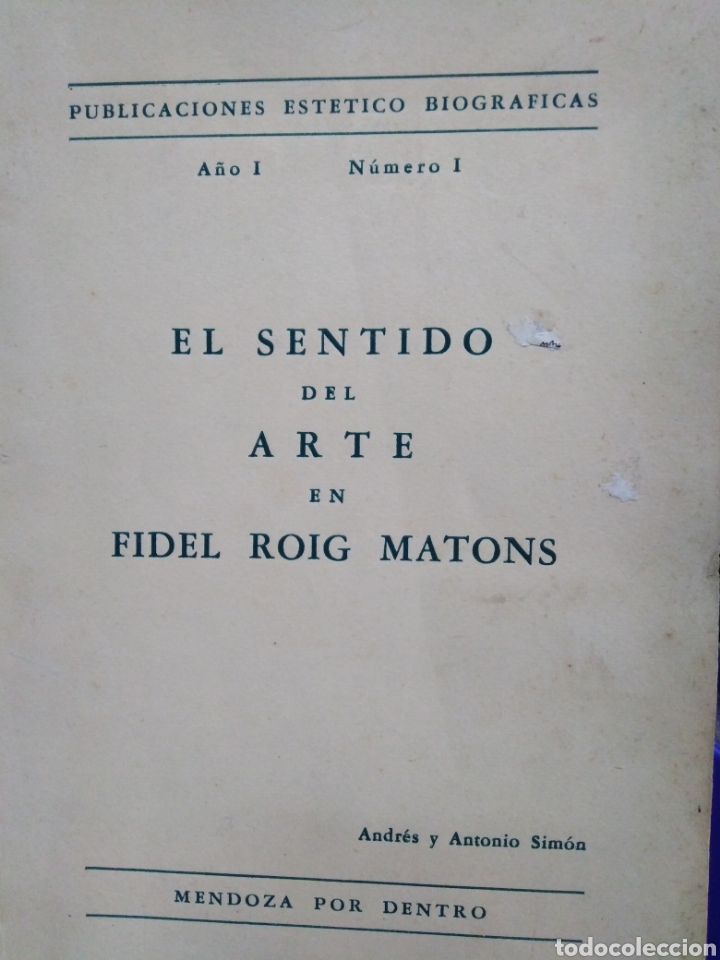 PUBLICACIONES ESTETICO BIOGRAFICAS
Año I Número I
EL SENTIDO
DEL
ARTE
EN
FIDEL ROIG MATONS
Andrés y Antonio Simón
MENDOZA POR DENTRO
todocoleccion